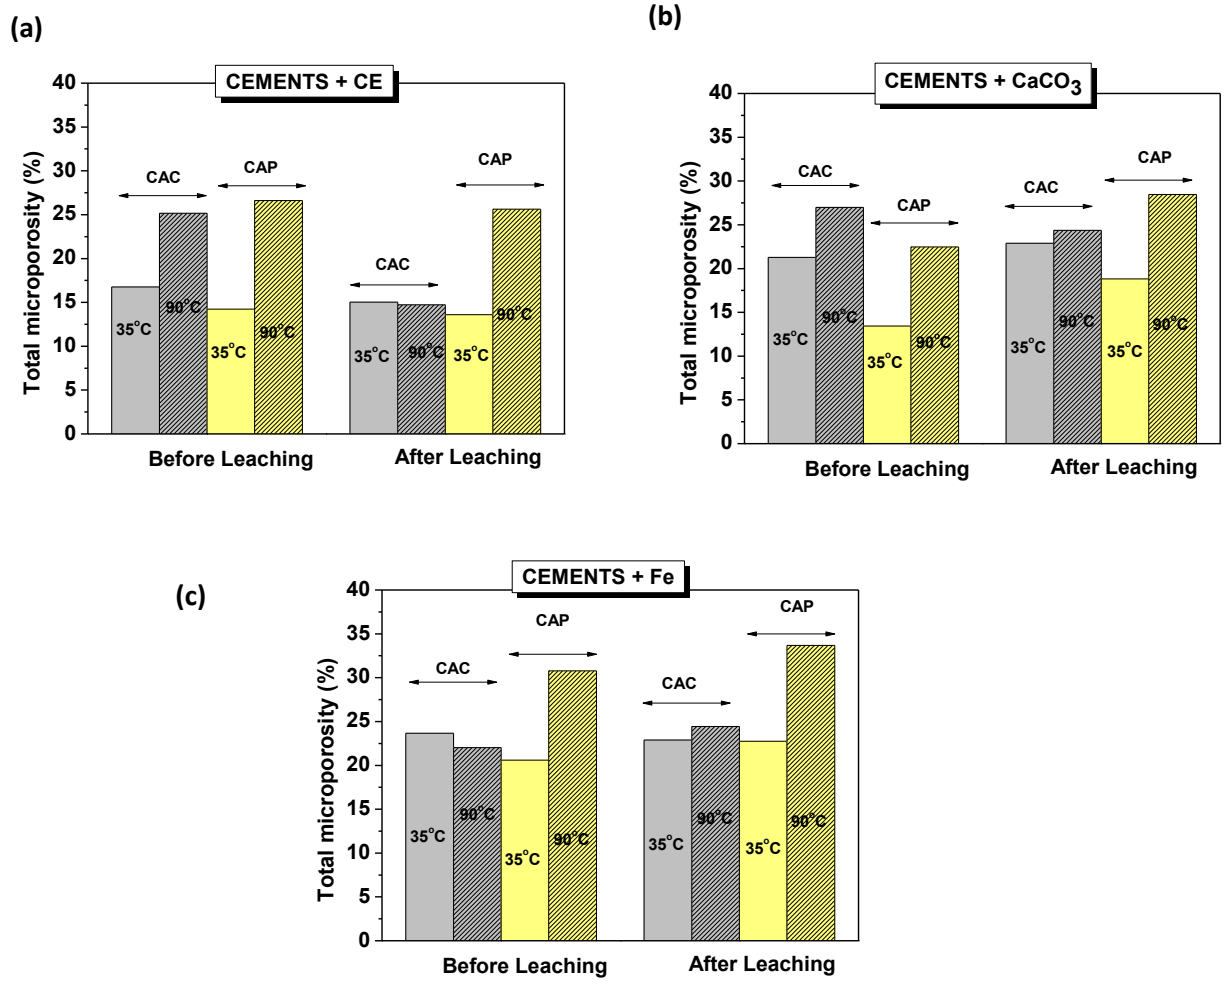 (a)
CEMENTS + CE
Total microporosity (%)
40
35
30
25
20
15
10
5
0
CAC
CAP
CAC
CAP
35°C
90°C
35°C
90°C
35°C
90°C
35°C
90°C
Before Leaching
After Leaching
(b)
CEMENTS + CaCO3
Total microporosity (%)
40
35
30
25
20
15
10
5
0
CAC
CAP
CAC
CAP
35°C
90°C
35°C
90°C
35°C
90°C
35°C
90°C
Before Leaching
After Leaching
(c)
CEMENTS + Fe
Total microporosity (%)
40
35
30
25
20
15
10
5
0
CAC
CAP
CAC
CAP
35°C
90°C
35°C
90°C
35°C
90°C
35°C
90°C
Before Leaching
After Leaching